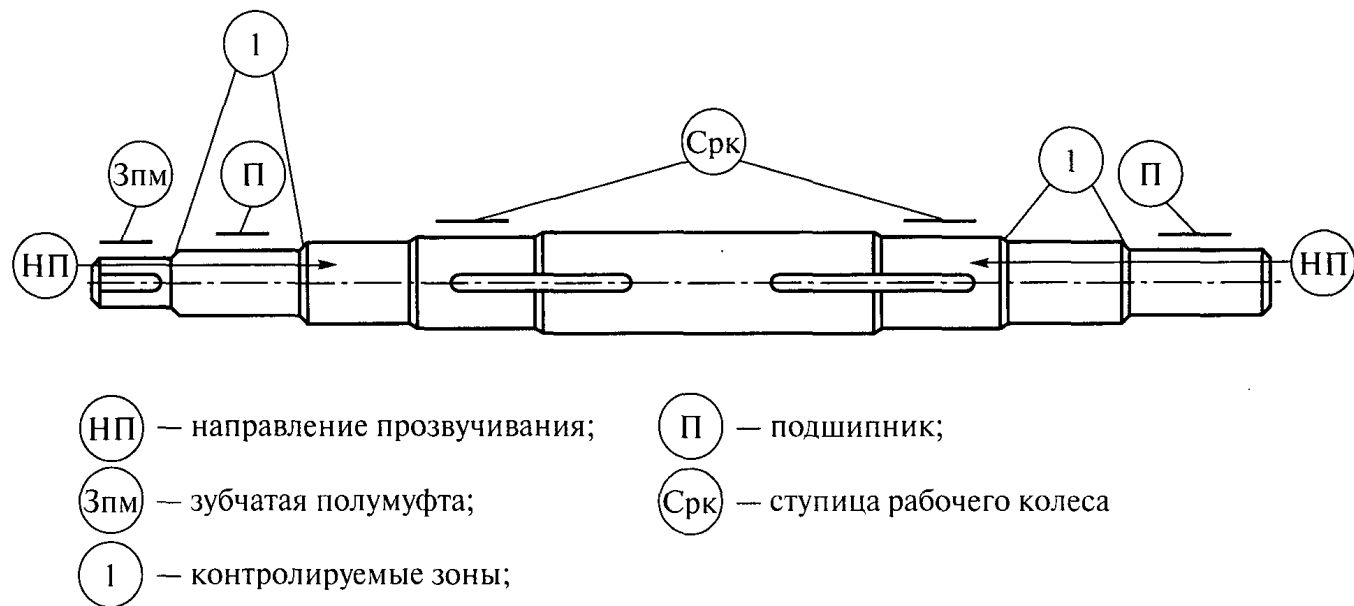 1
Зпм
П
Срк
1
П
НП
НП
НП — направление прозвучивания;
П — подшипник;
Зпм — зубчатая полумуфта;
Срк — ступица рабочего колеса
1 — контролируемые зоны;